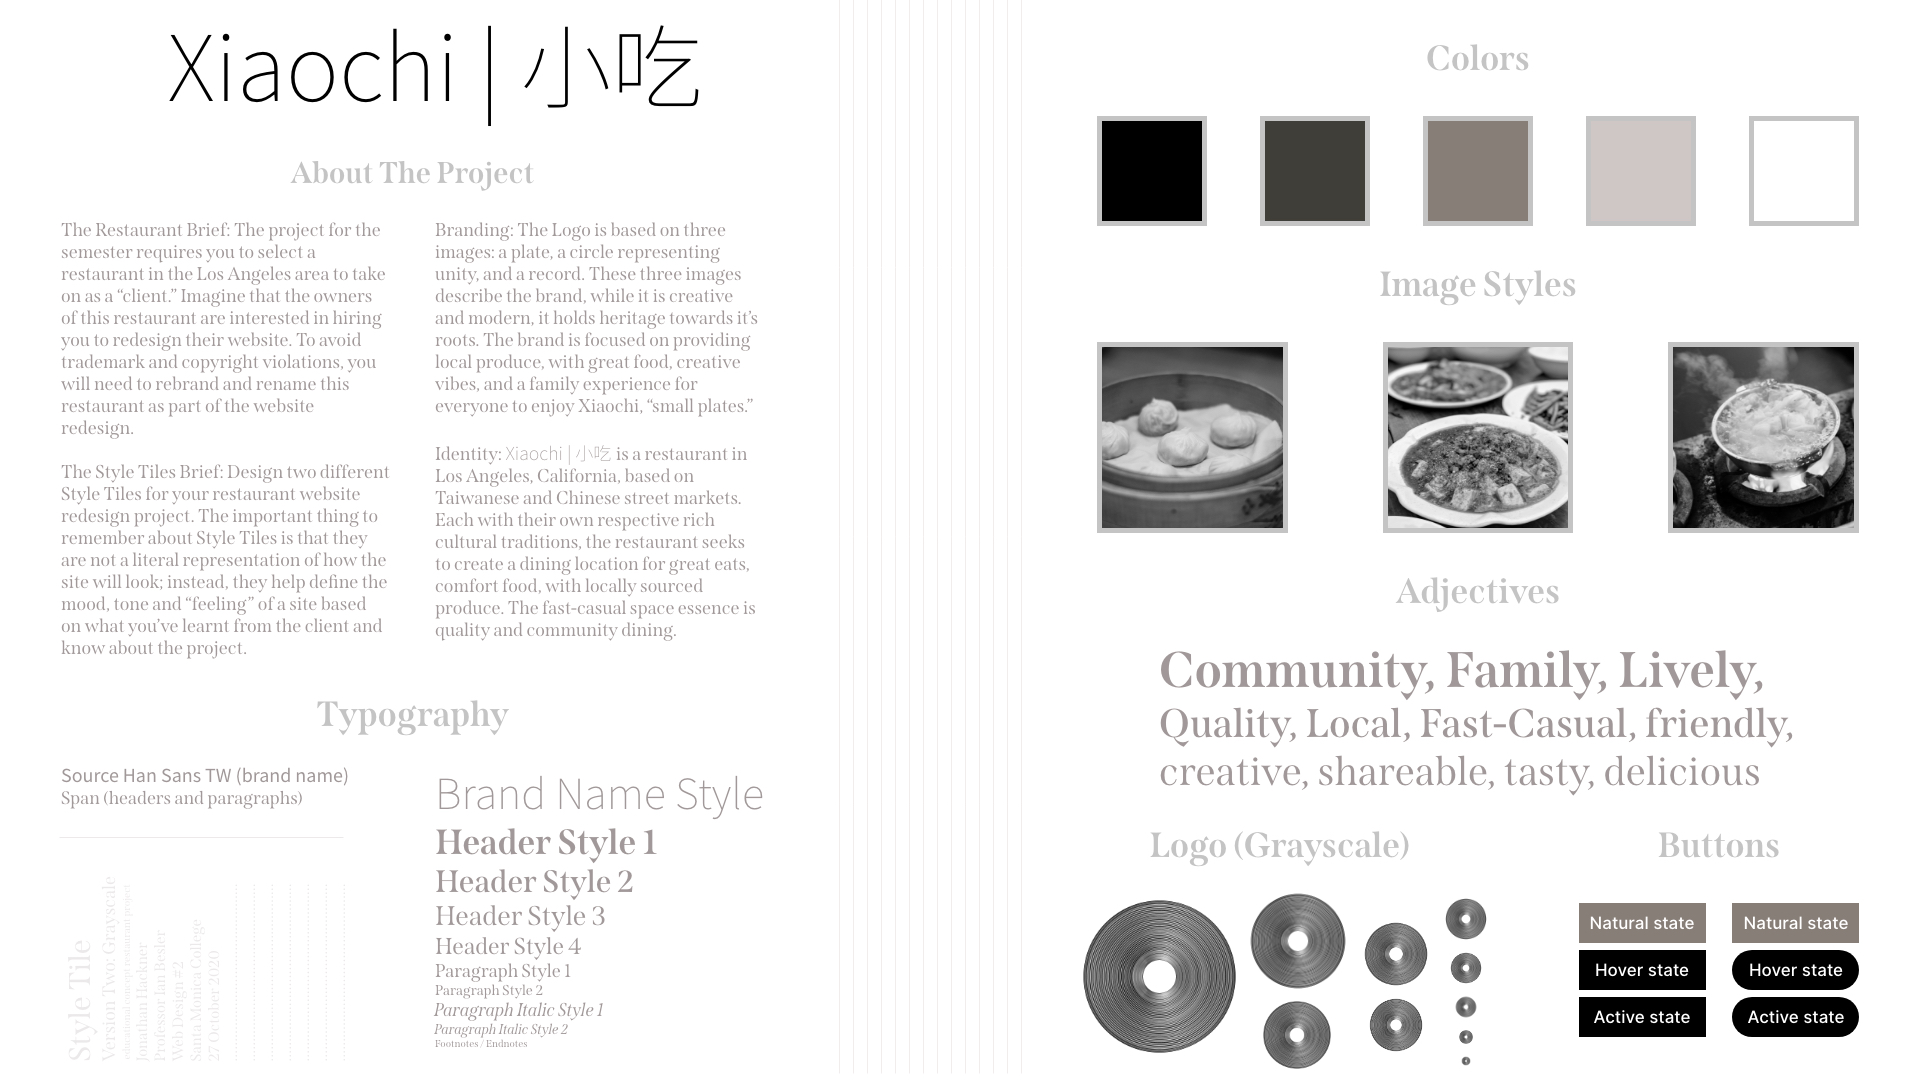 Xiaochi | 小吃
About The Project
The Restaurant Brief: The project for the
semester requires you to select a
restaurant in the Los Angeles area to take
on as a “client.” Imagine that the owners
of this restaurant are interested in hiring
you to redesign their website. To avoid
trademark and copyright violations, you
will need to rebrand and rename this
restaurant as part of the website
redesign.
The Style Tiles Brief: Design two different
Style Tiles for your restaurant website
redesign project. The important thing to
remember about Style Tiles is that they
are not a literal representation of how the
site will look; instead, they help define the
mood, tone and “feeling” of a site based
on what you’ve learnt from the client and
know about the project.
Branding: The Logo is based on three
images: a plate, a circle representing
unity, and a record. These three images
describe the brand, while it is creative
and modern, it holds heritage towards it’s
roots. The brand is focused on providing
local produce, with great food, creative
vibes, and a family experience for
everyone to enjoy Xiaochi, “small plates.”
Identity: Xiaochi | 小吃 is a restaurant in
Los Angeles, California, based on
Taiwanese and Chinese street markets.
Each with their own respective rich
cultural traditions, the restaurant seeks
to create a dining location for great eats,
comfort food, with locally sourced
produce. The fast-casual space essence is
quality and community dining.
Typography
Source Han Sans TW (brand name)
Span (headers and paragraphs)
Style Tile
Version Two: Grayscale
educational concept restaurant project
Jonathan Hackner
Professor Ian Besler
Web Design #2
Santa Monica College
27 October 2020
Brand Name Style
Header Style 1
Header Style 2
Header Style 3
Header Style 4
Paragraph Style 1
Paragraph Style 2
Paragraph Italic Style 1
Paragraph Italic Style 2
Footnotes / Endnotes
Colors
Image Styles
Adjectives
Community, Family, Lively,
Quality, Local, Fast-Casual, friendly,
creative, shareable, tasty, delicious
Logo (Grayscale)
Buttons
Natural state
Hover state
Active state
Natural state
Hover state
Active state